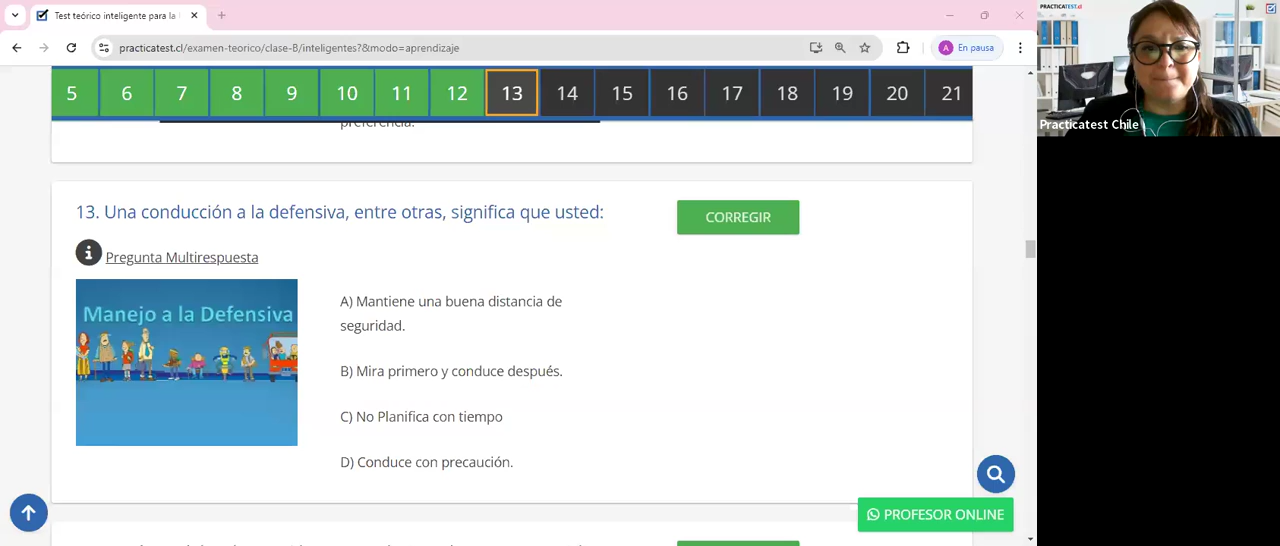 Test teórico inteligente para la
practicatest.cl/examen-teorico/clase-B/inteligentes?&modo=aprendizaje
A
En pausa
PRACTICATEST.cl
5 6 7 8 9 10 11 12 13 14 15 16 17 18 19 20 21
preferencia.
Practicatest Chile
13. Una conducción a la defensiva, entre otras, significa que usted:
CORREGIR
Pregunta Multirespuesta
Manejo a la Defensiva
A) Mantiene una buena distancia de
seguridad.
B) Mira primero y conduce después.
C) No Planifica con tiempo
D) Conduce con precaución.
PROFESOR ONLINE